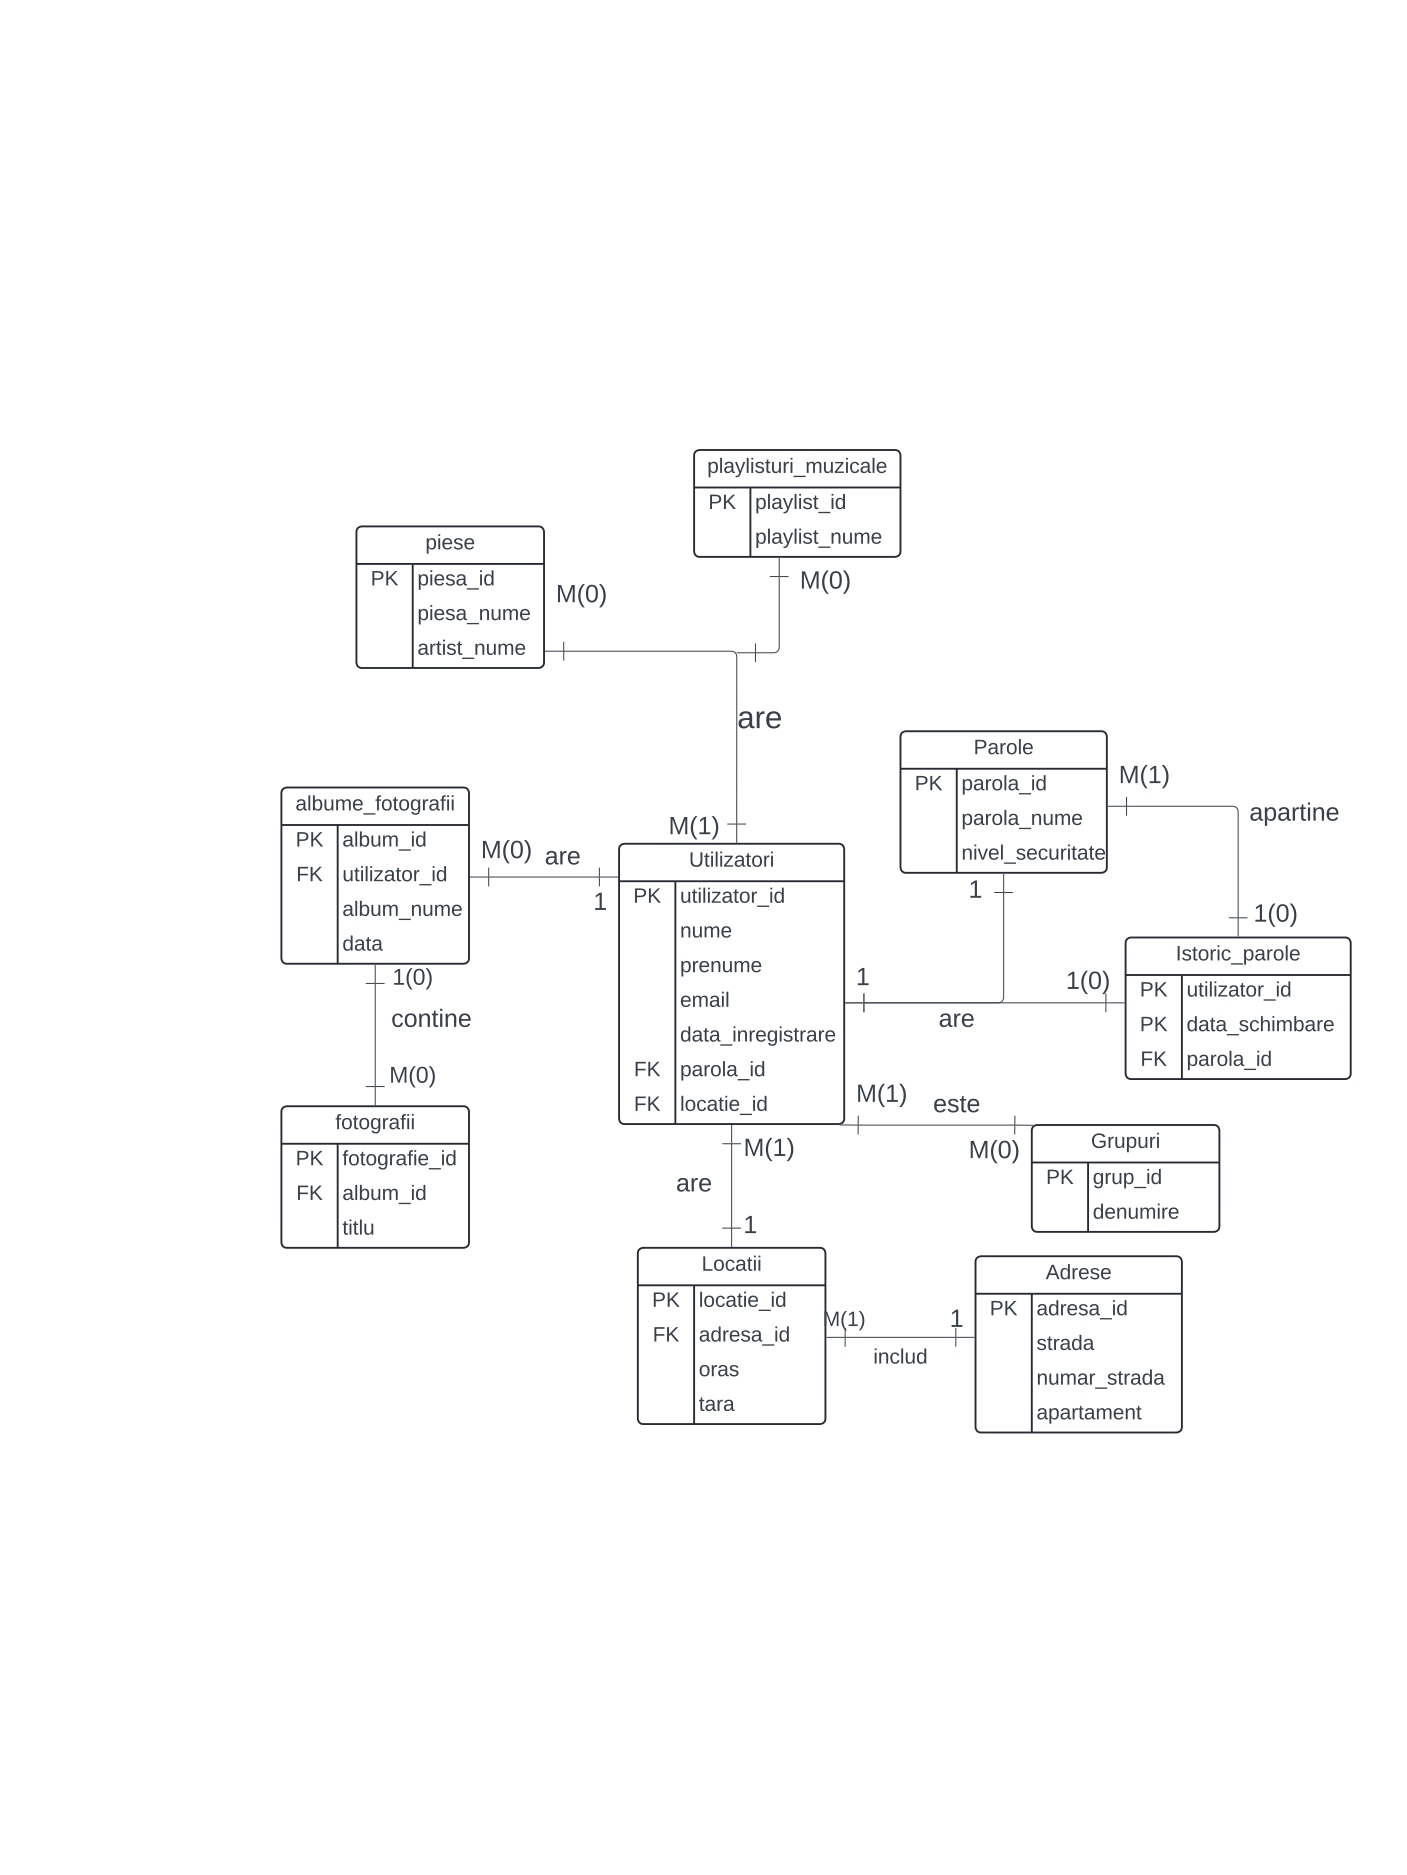 playlisturi_muzicale
PK playlist_id
playlist_nume
M(0)
piese
PK piesa_id
piesa_nume
artist_nume
M(0)
are
M(1)
Parole
PK parola_id
parola_nume
nivel_securitate
M(1)
apartine
1
1(0)
albume_fotografii
PK album_id
FK utilizator_id
album_nume
data
M(0) are
1
Utilizatori
PK utilizator_id
nume
prenume
email
data_inregistrare
FK parola_id
FK locatie_id
1
are
1(0)
Istoric_parole
PK utilizator_id
PK data_schimbare
FK parola_id
1(0)
contine
M(0)
fotografii
PK fotografie_id
FK album_id
titlu
M(1) este
M(0)
Grupuri
PK grup_id
denumire
M(1)
are
1
Locatii
PK locatie_id
FK adresa_id
oras
tara
M(1)
includ
1
Adrese
PK adresa_id
strada
numar_strada
apartament